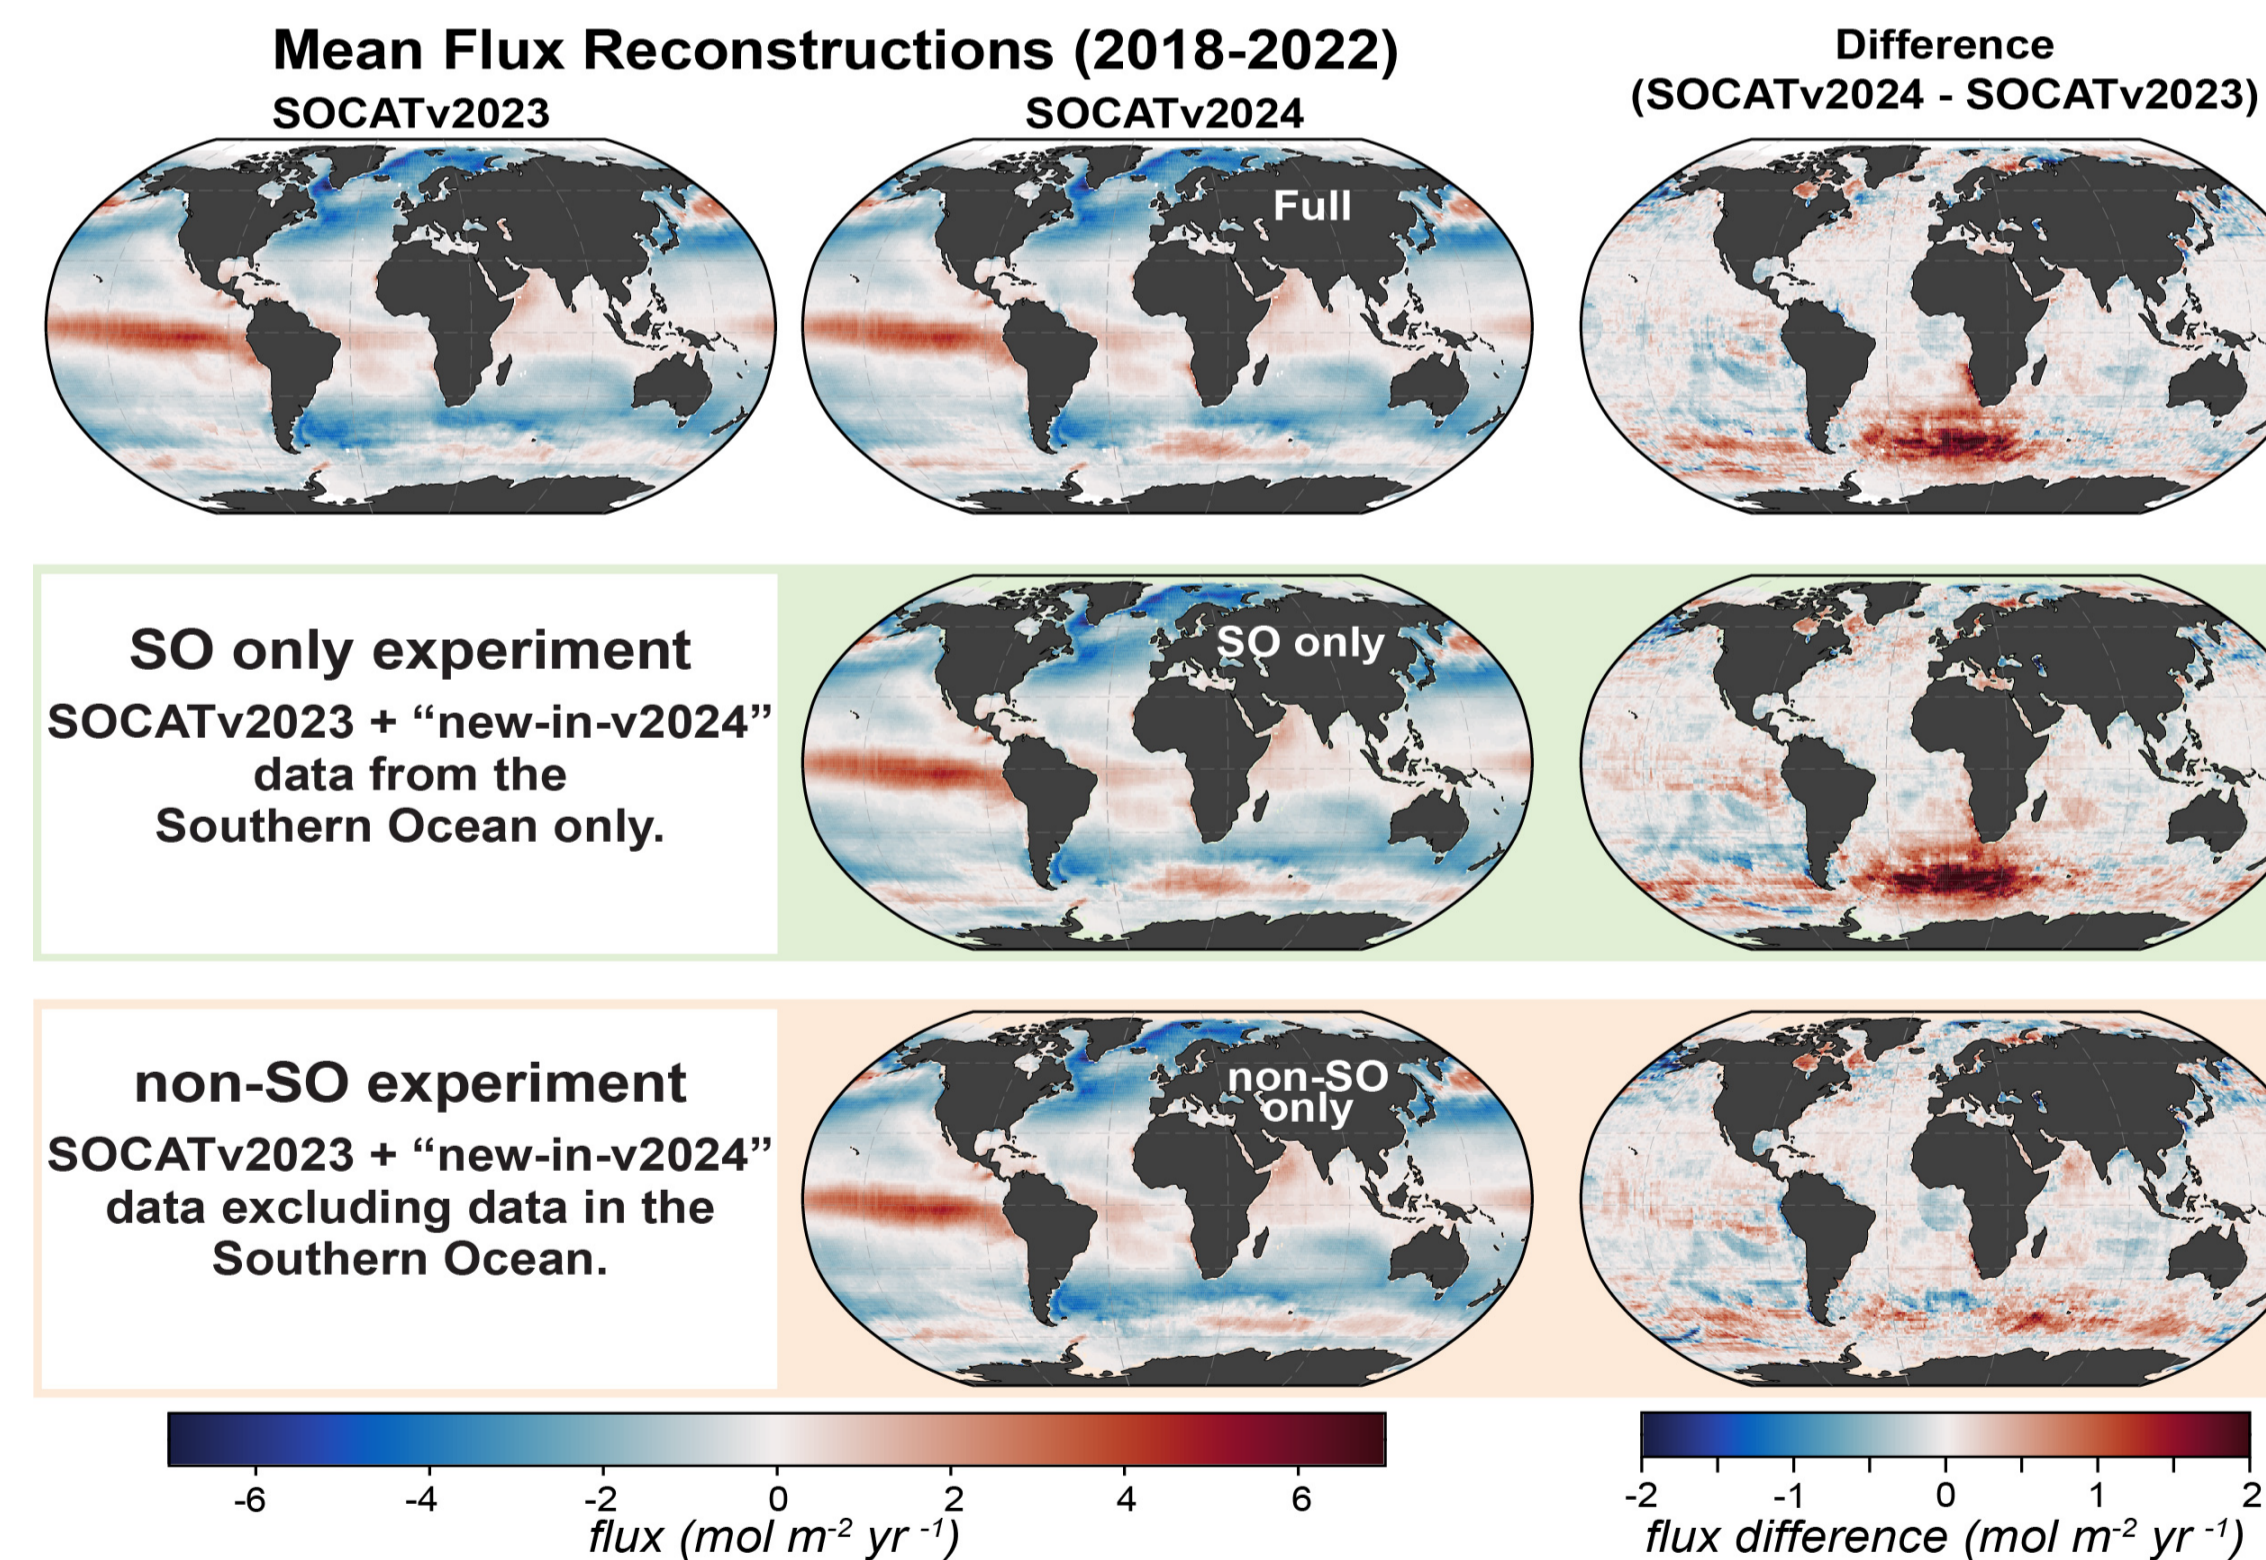 Mean Flux Reconstructions (2018-2022)
SOCATv2023
SOCATv2024
Difference
(SOCATv2024 - SOCATv2023)
Full
SO only experiment
SOCATv2023 + “new-in-v2024”
data from the
Southern Ocean only.
SO only
non-SO experiment
SOCATv2023 + “new-in-v2024”
data excluding data in the
Southern Ocean.
non-SO
only
-6 -4 -2 0 2 4 6
flux (mol m⁻² yr ⁻¹)
-2 -1 0 1 2
flux difference (mol m⁻² yr ⁻¹)